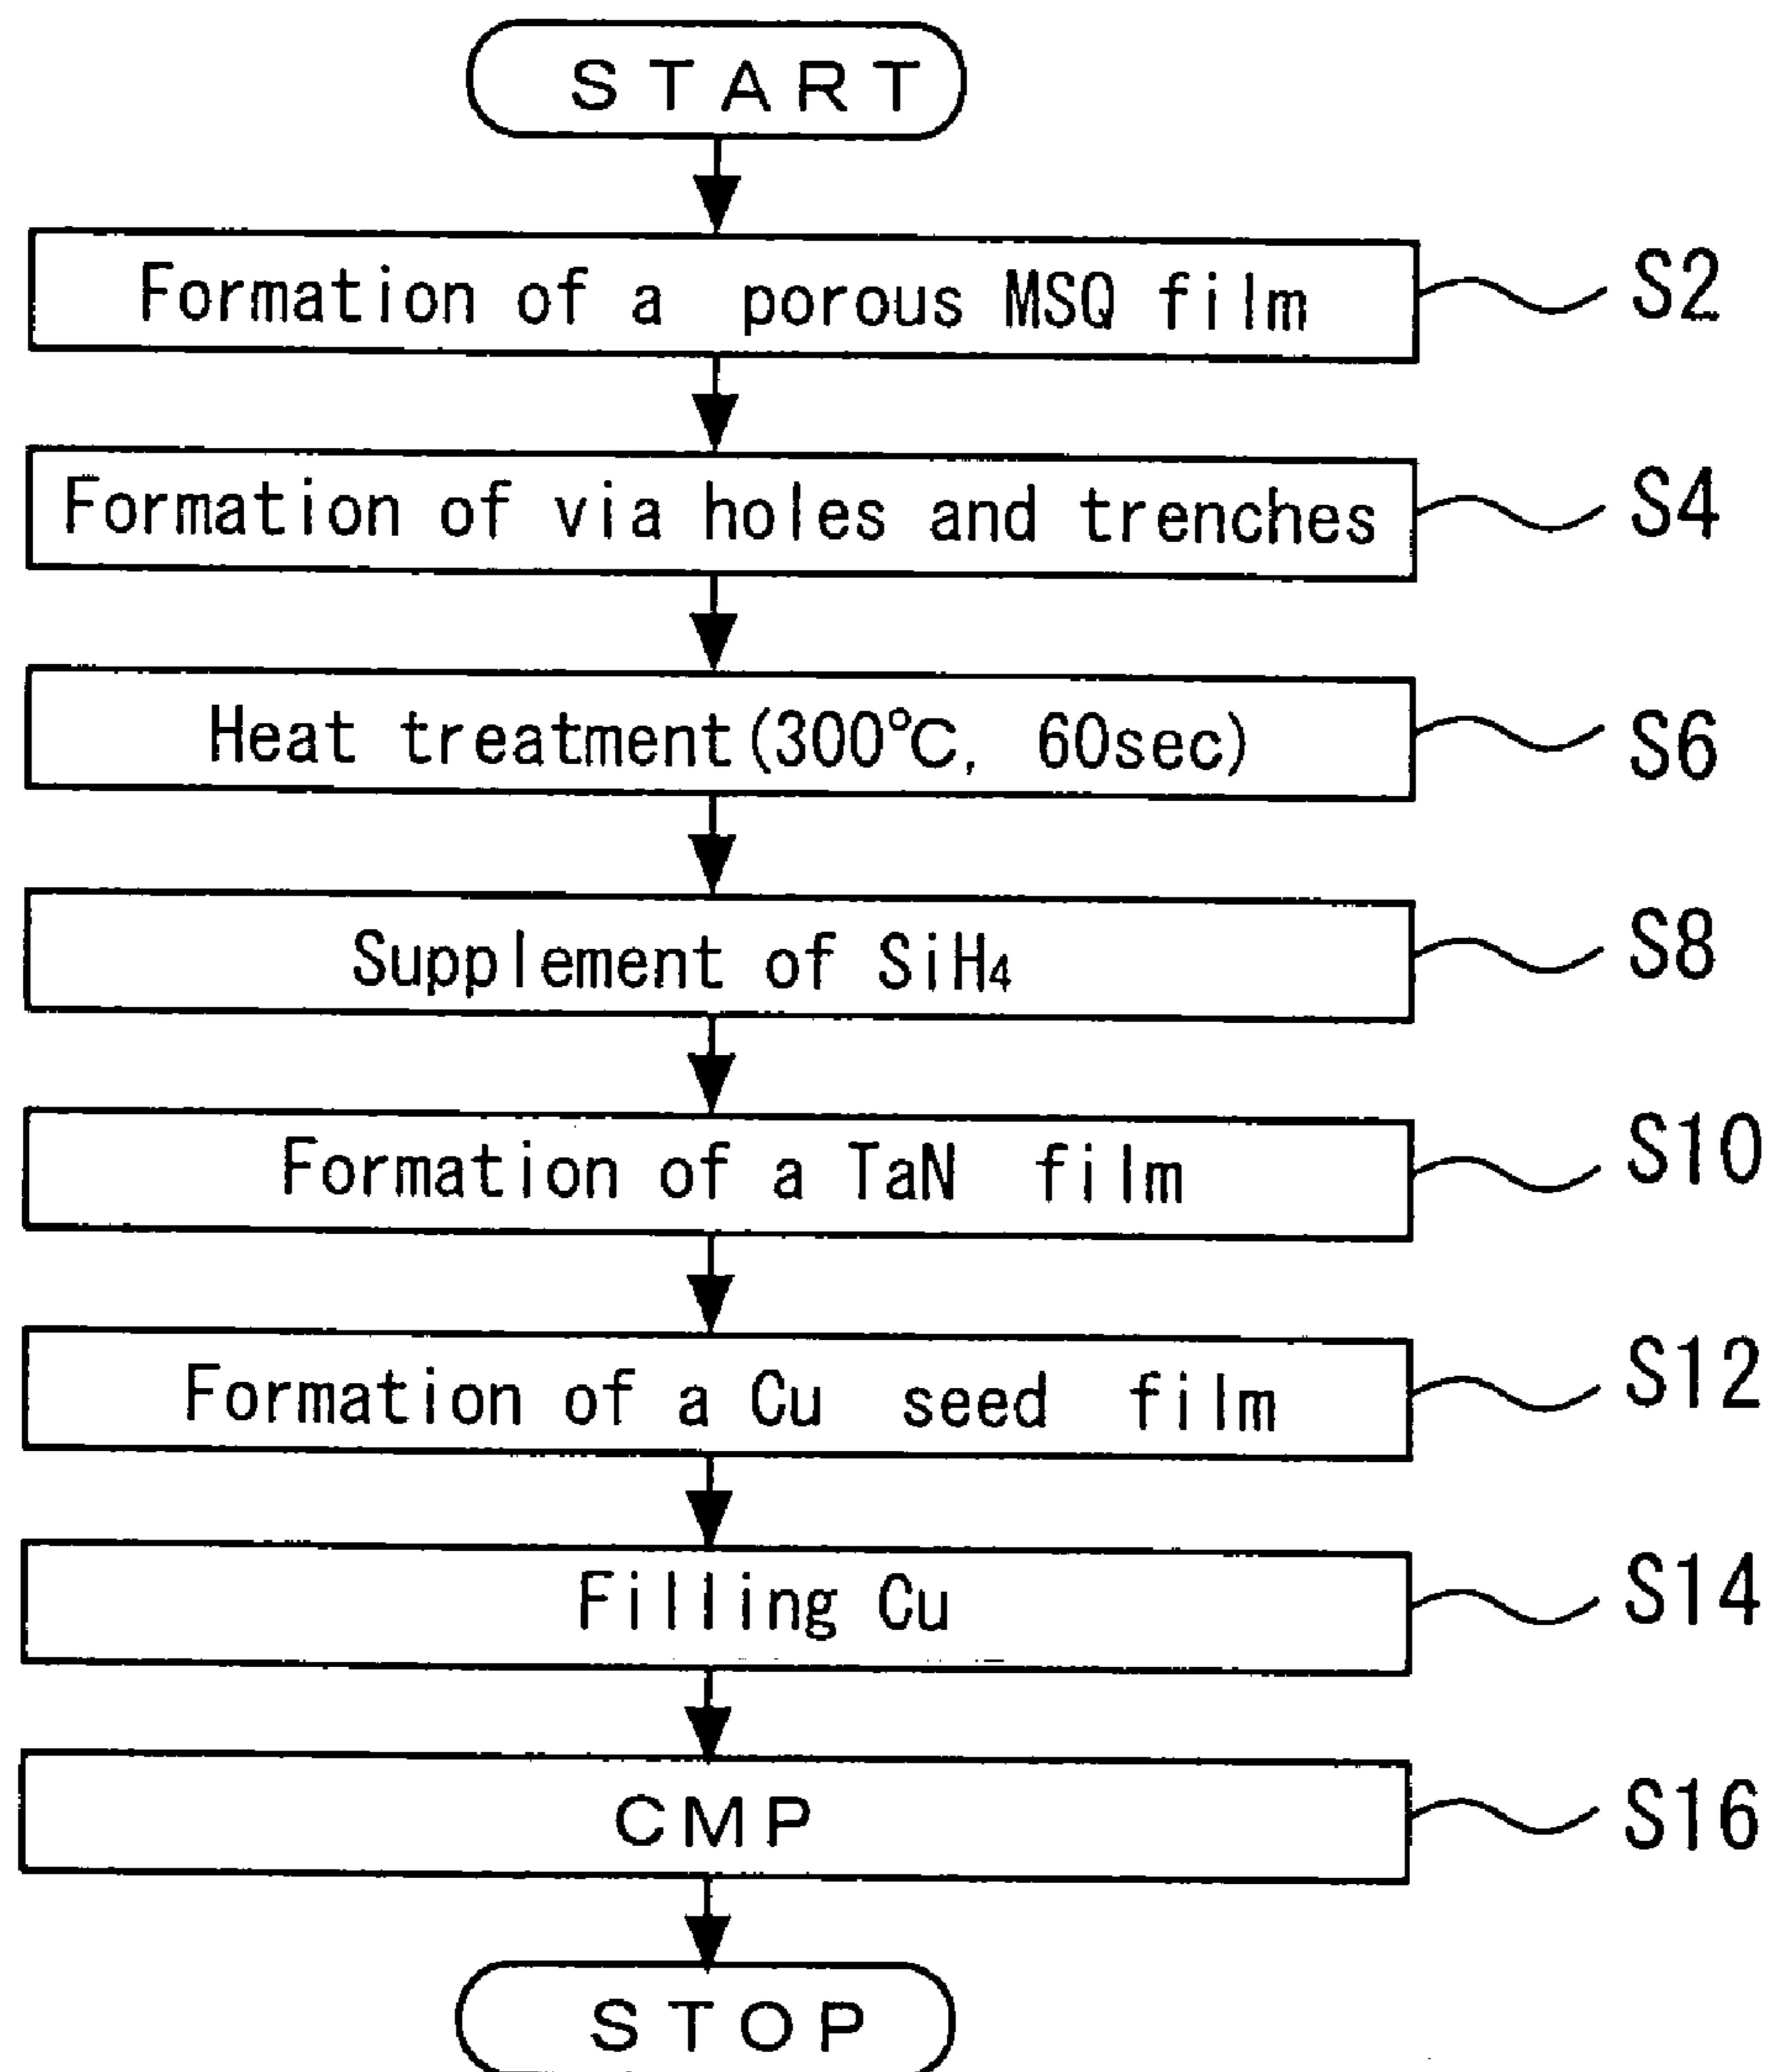 START
Formation of a porous MSQ film S2
Formation of via holes and trenches S4
Heat treatment(300℃, 60sec) S6
Supplement of SiH₄ S8
Formation of a TaN film S10
Formation of a Cu seed film S12
Filling Cu S14
CMP S16
STOP